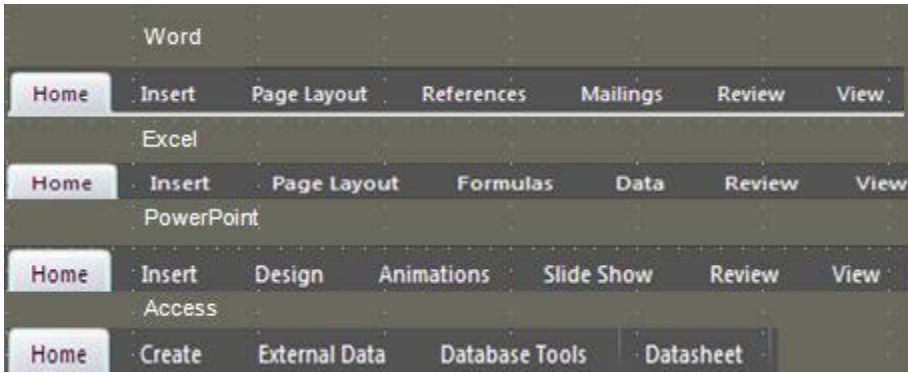 Word
Home Insert Page Layout References Mailings Review View
Excel
Home Insert Page Layout Formulas Data Review View
PowerPoint
Home Insert Design Animations Slide Show Review View
Access
Home Create External Data Database Tools Datasheet